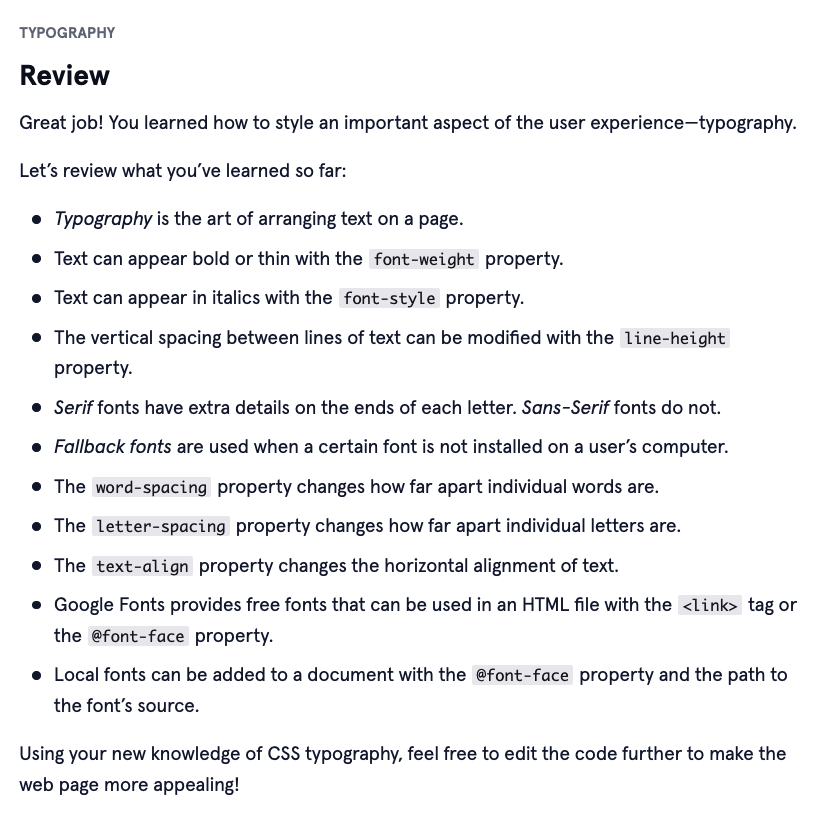 TYPOGRAPHY
Review
Great job! You learned how to style an important aspect of the user experience—typography.
Let’s review what you’ve learned so far:
• Typography is the art of arranging text on a page.
• Text can appear bold or thin with the font-weight property.
• Text can appear in italics with the font-style property.
• The vertical spacing between lines of text can be modified with the line-height
property.
• Serif fonts have extra details on the ends of each letter. Sans-Serif fonts do not.
• Fallback fonts are used when a certain font is not installed on a user’s computer.
• The word-spacing property changes how far apart individual words are.
• The letter-spacing property changes how far apart individual letters are.
• The text-align property changes the horizontal alignment of text.
• Google Fonts provides free fonts that can be used in an HTML file with the <link> tag or
the @font-face property.
• Local fonts can be added to a document with the @font-face property and the path to
the font’s source.
Using your new knowledge of CSS typography, feel free to edit the code further to make the
web page more appealing!